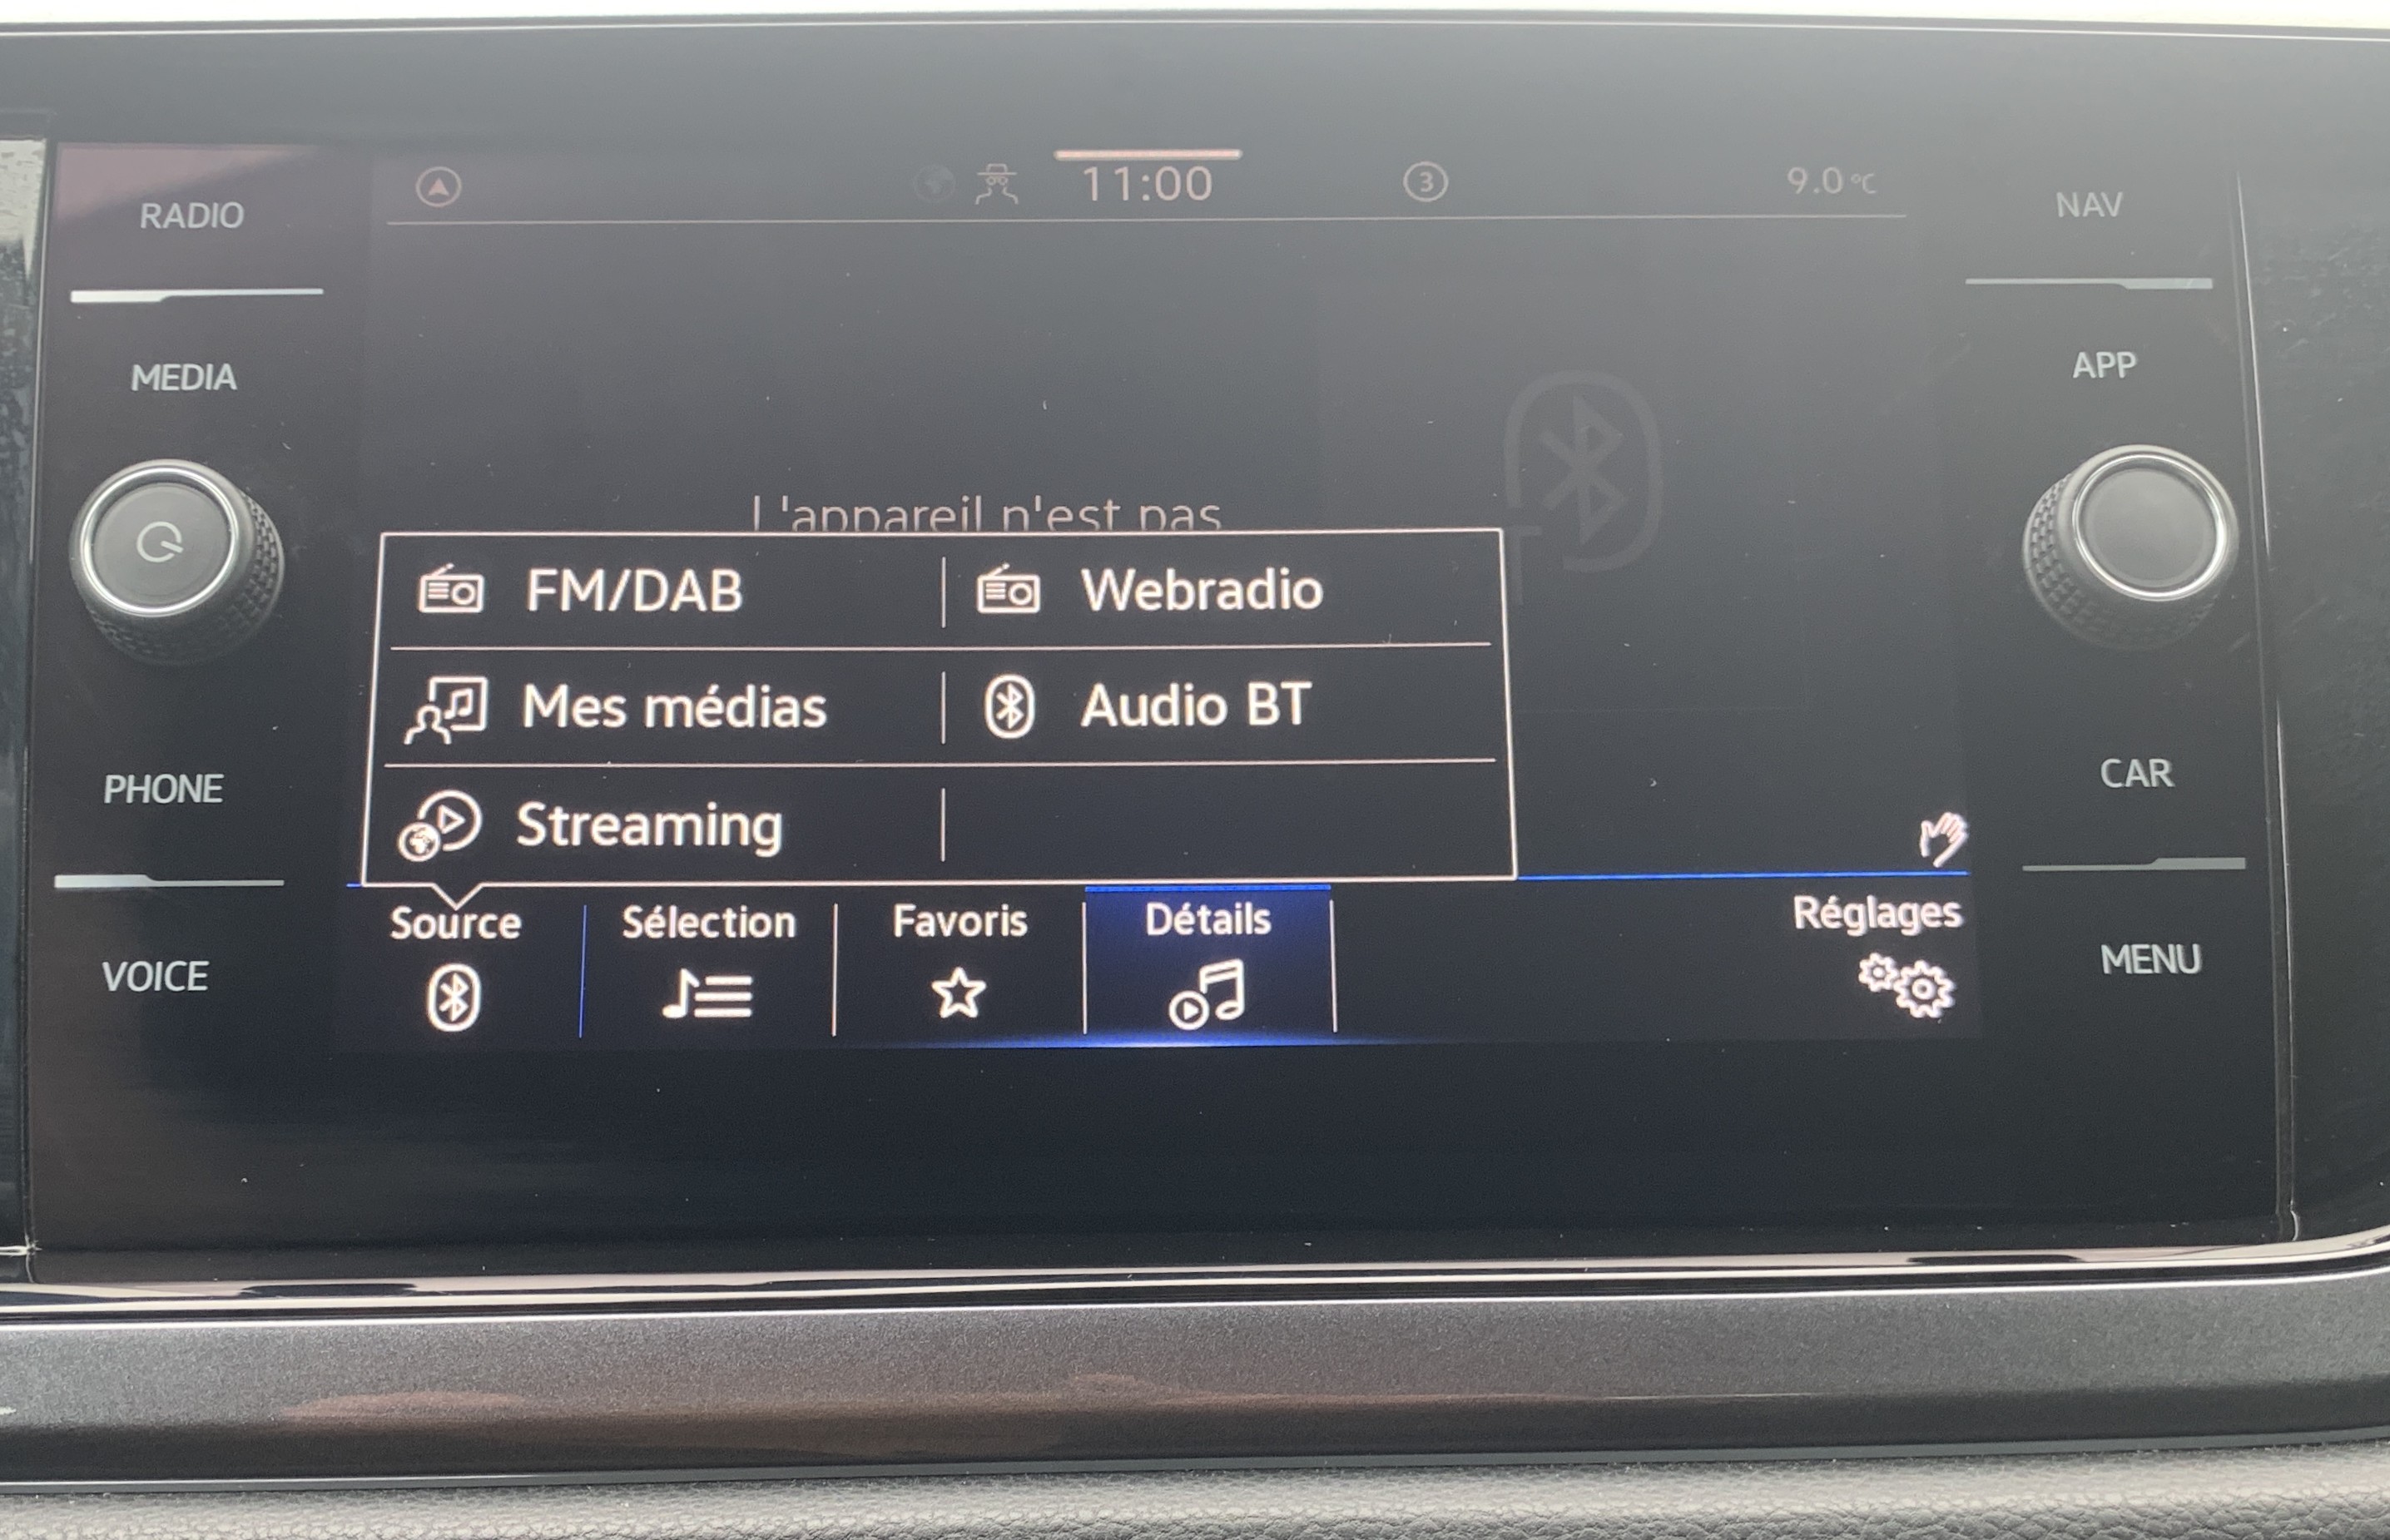 RADIO
11:00
3
9.0 °C
NAV
MEDIA
APP
L'appareil n'est pas
FM/DAB
Webradio
Mes médias
Audio BT
PHONE
CAR
Streaming
Source
Sélection
Favoris
Détails
Réglages
VOICE
MENU